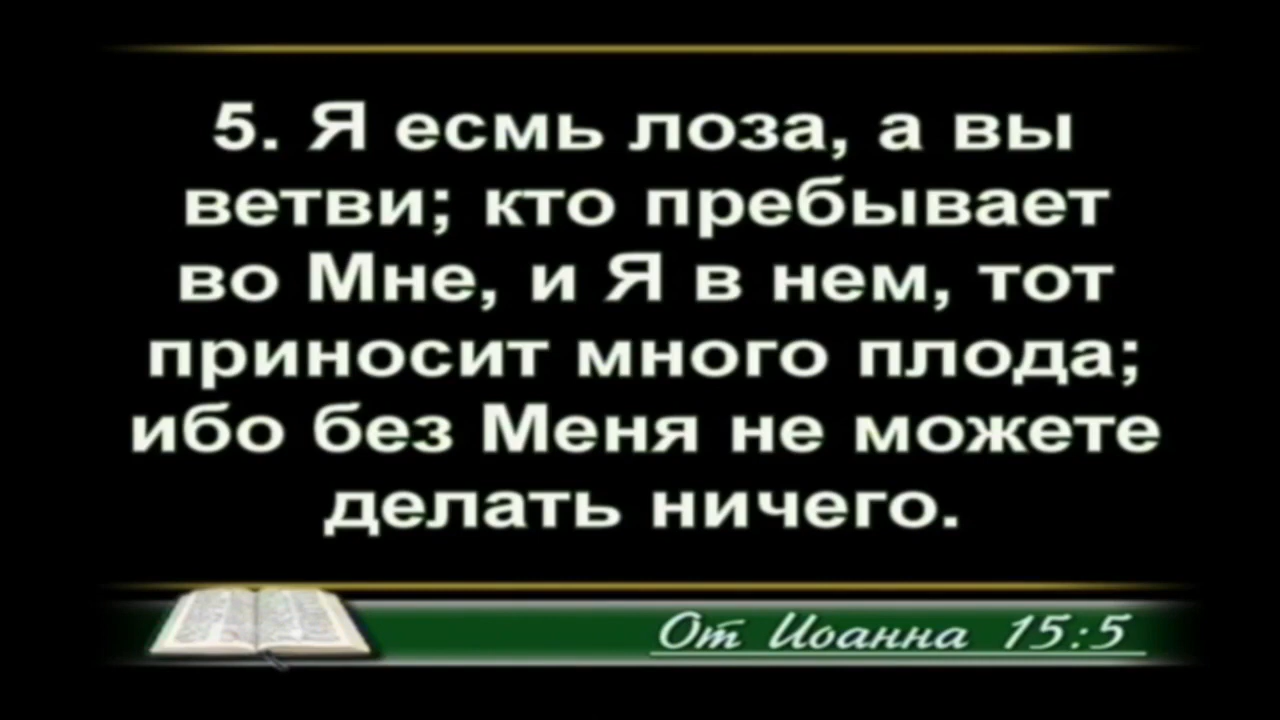 5. Я есмь лоза, а вы
ветви; кто пребывает
во Мне, и Я в нем, тот
приносит много плода;
ибо без Меня не можете
делать ничего.
От Иоанна 15:5